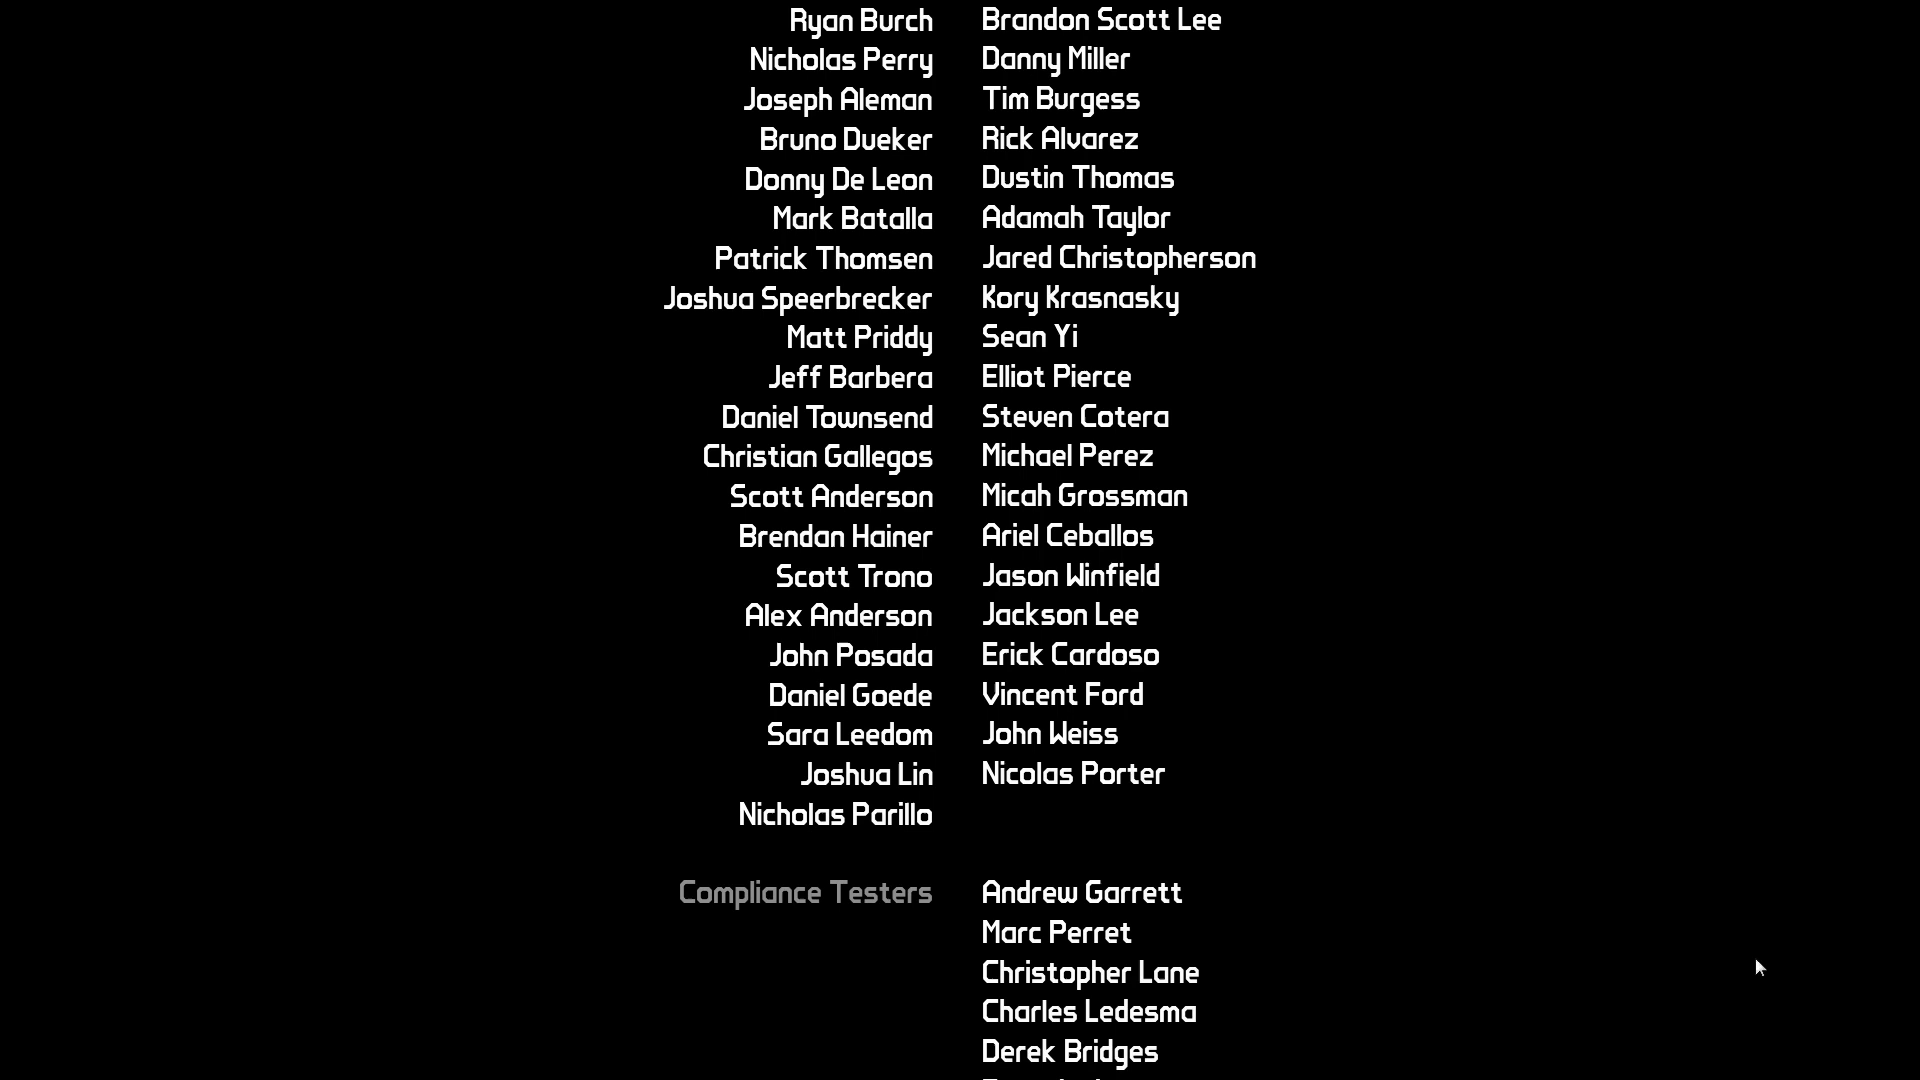 Ryan Burch Brandon Scott Lee
Nicholas Perry Danny Miller
Joseph Aleman Tim Burgess
Bruno Dueker Rick Alvarez
Donny De Leon Dustin Thomas
Mark Batalla Adamah Taylor
Patrick Thomsen Jared Christopherson
Joshua Speerbrecker Kory Krasnasky
Matt Priddy Sean Yi
Jeff Barbera Elliot Pierce
Daniel Townsend Steven Cotera
Christian Gallegos Michael Perez
Scott Anderson Micah Grossman
Brendan Hainer Ariel Ceballos
Scott Trono Jason Winfield
Alex Anderson Jackson Lee
John Posada Erick Cardoso
Daniel Goede Vincent Ford
Sara Leedom John Weiss
Joshua Lin Nicolas Porter
Nicholas Parillo
Compliance Testers Andrew Garrett
Marc Perret
Christopher Lane
Charles Ledesma
Derek Bridges